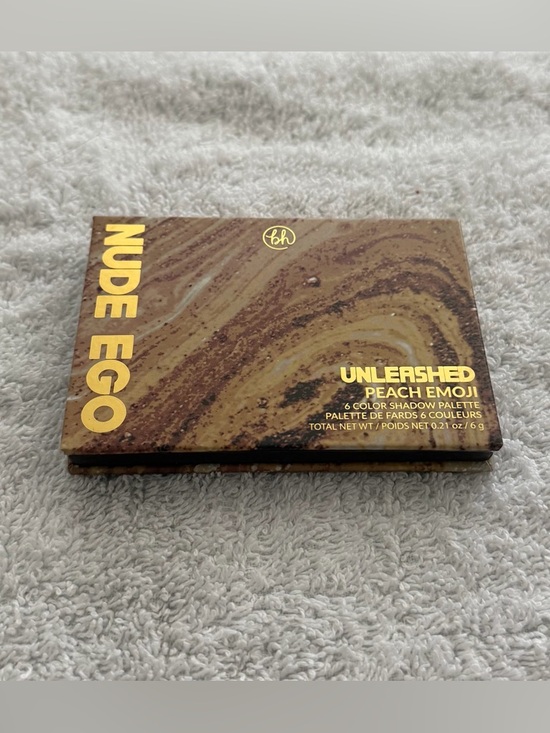 bh
NUDE EGO
UNLEASHED
PEACH EMOJI
6 COLOR SHADOW PALETTE
PALETTE DE FARDS 6 COULEURS
TOTAL NET WT / POIDS NET 0.21 oz / 6 g